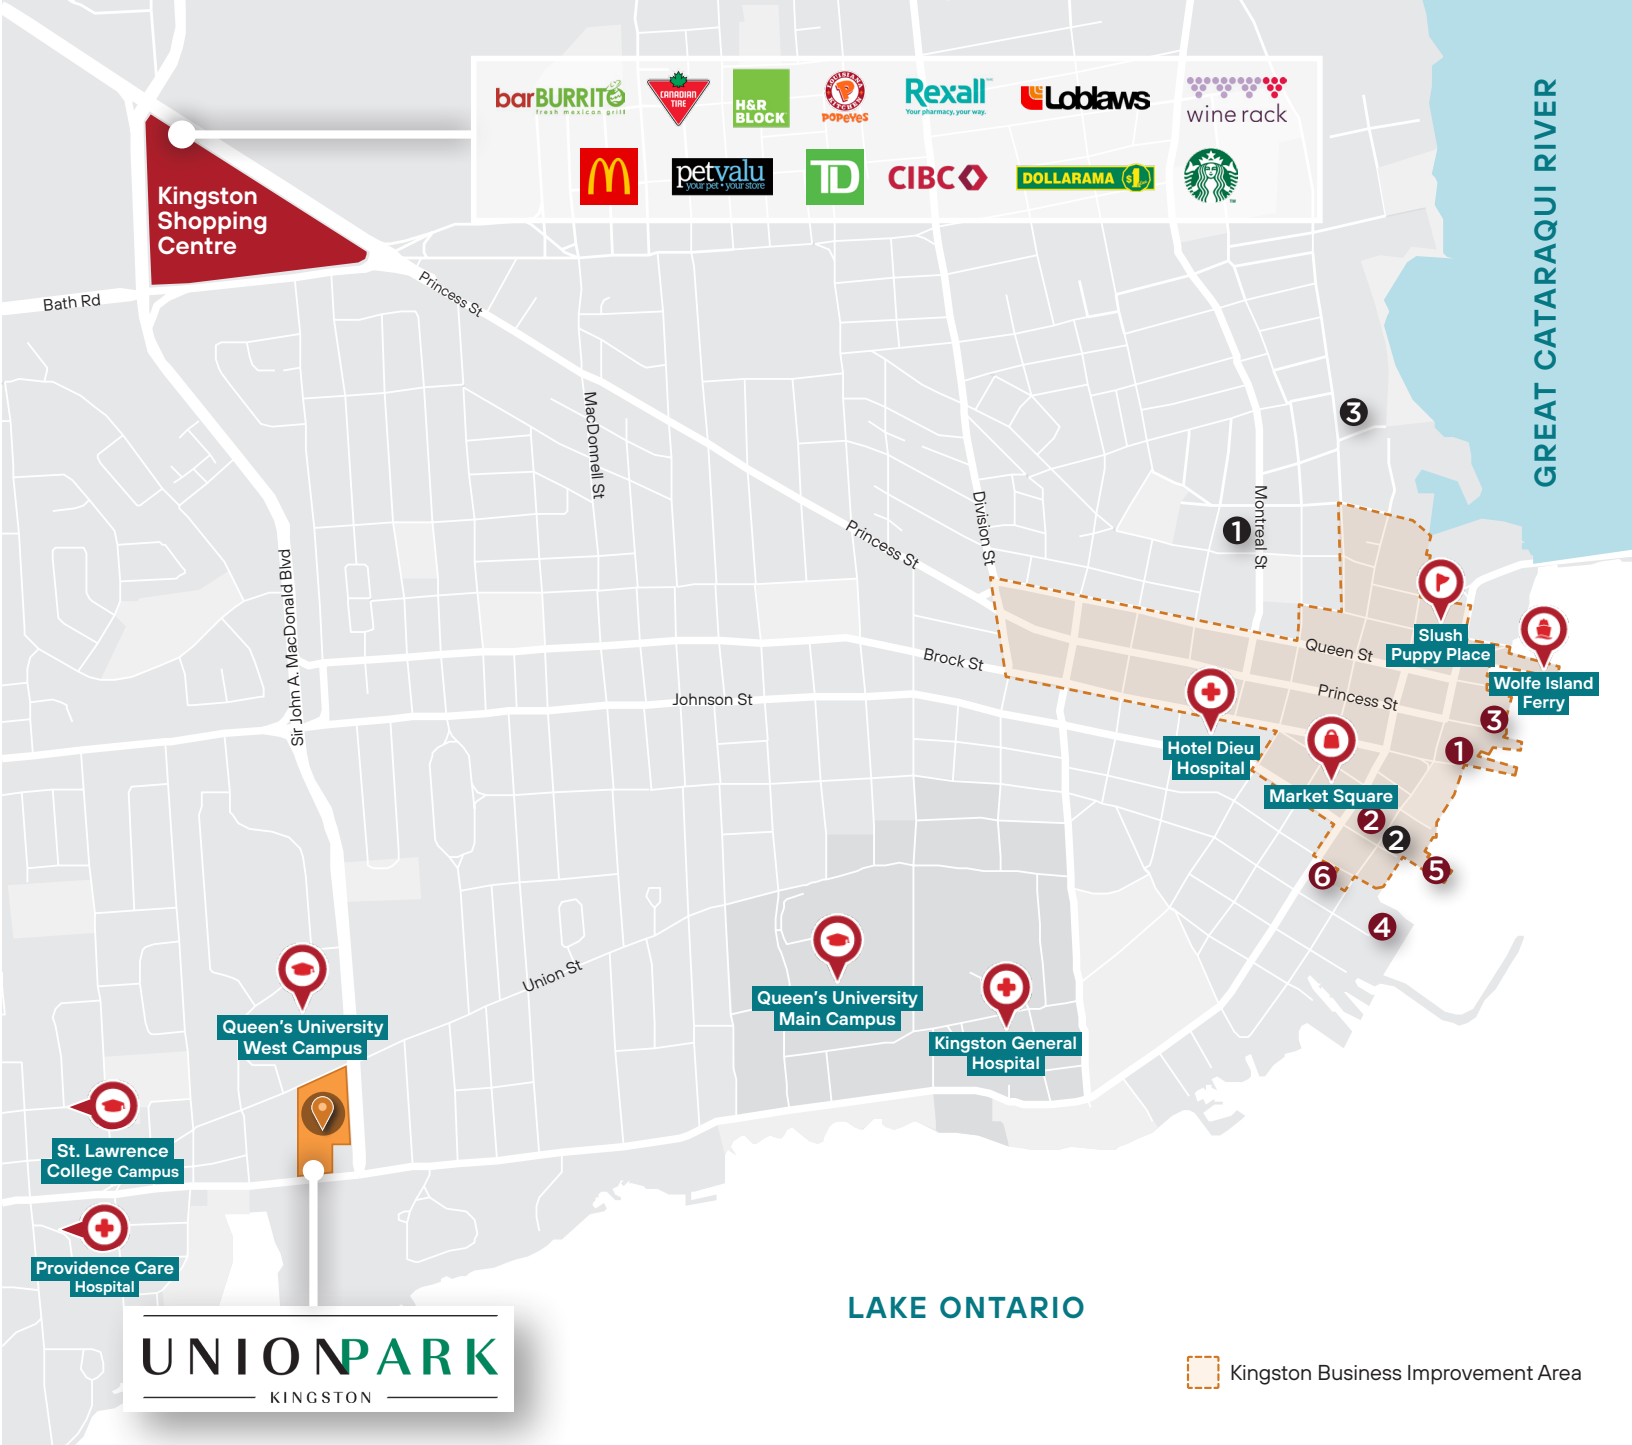 barBURRITO
fresh mexican grill
CANADIAN
TIRE
H&R
BLOCK
LOUISIANA
KITCHEN
POPEYES
Rexall
Your pharmacy, your way.
Loblaws
wine rack
petvalu
your pet • your store
TD
CIBC
DOLLARAMA $1
TM
Kingston
Shopping
Centre
Bath Rd
Princess St
MacDonnell St
GREAT CATARAQUI RIVER
3
1
Montreal St
Division St
Princess St
Sir John A. MacDonald Blvd
Slush
Puppy Place
Queen St
Brock St
Wolfe Island
Ferry
Johnson St
Princess St
3
1
Hotel Dieu
Hospital
Market Square
2
2
5
6
4
Union St
Queen's University
Main Campus
Queen's University
West Campus
Kingston General
Hospital
St. Lawrence
College Campus
Providence Care
Hospital
LAKE ONTARIO
UNIONPARK
KINGSTON
Kingston Business Improvement Area